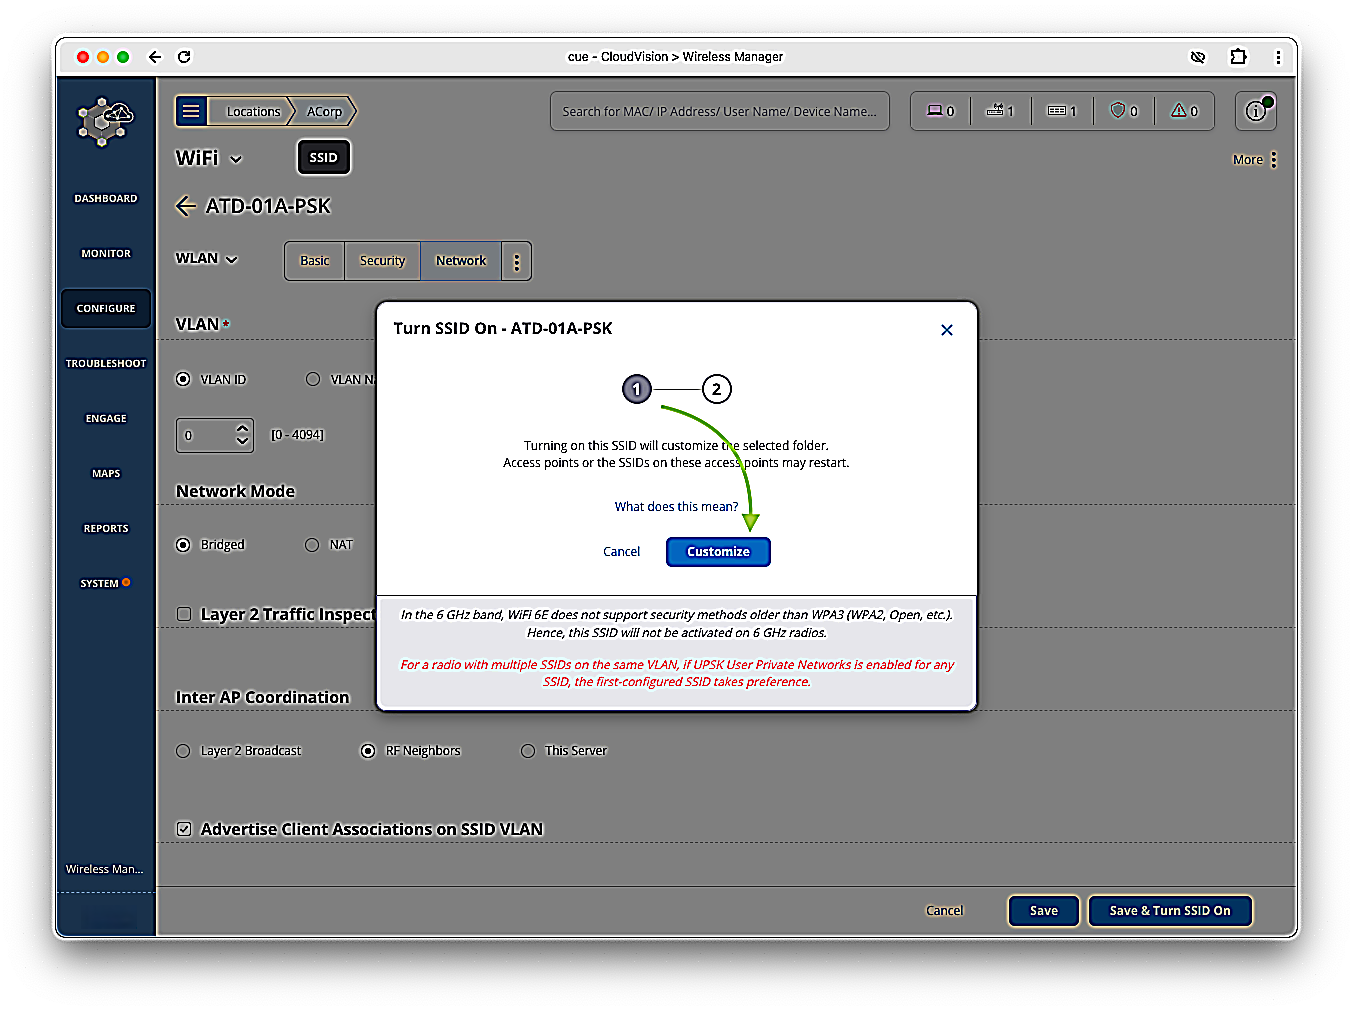 cue - CloudVision > Wireless Manager
Locations
ACorp
Search for MAC/ IP Address/ User Name/ Device Name...
0
1
1
0
0
WiFi
SSID
More
DASHBOARD
MONITOR
CONFIGURE
TROUBLESHOOT
ENGAGE
MAPS
REPORTS
SYSTEM
Wireless Man...
ATD-01A-PSK
WLAN
Basic
Security
Network
VLAN*
VLAN ID
VLAN NA
0
[0 - 4094]
Network Mode
Bridged
NAT
Layer 2 Traffic Inspect
Inter AP Coordination
Layer 2 Broadcast
RF Neighbors
This Server
Advertise Client Associations on SSID VLAN
Cancel
Save
Save & Turn SSID On
Turn SSID On - ATD-01A-PSK
1
2
Turning on this SSID will customize the selected folder.
Access points or the SSIDs on these access points may restart.
What does this mean?
Cancel
Customize
In the 6 GHz band, WiFi 6E does not support security methods older than WPA3 (WPA2, Open, etc.).
Hence, this SSID will not be activated on 6 GHz radios.
For a radio with multiple SSIDs on the same VLAN, if UPSK User Private Networks is enabled for any
SSID, the first-configured SSID takes preference.